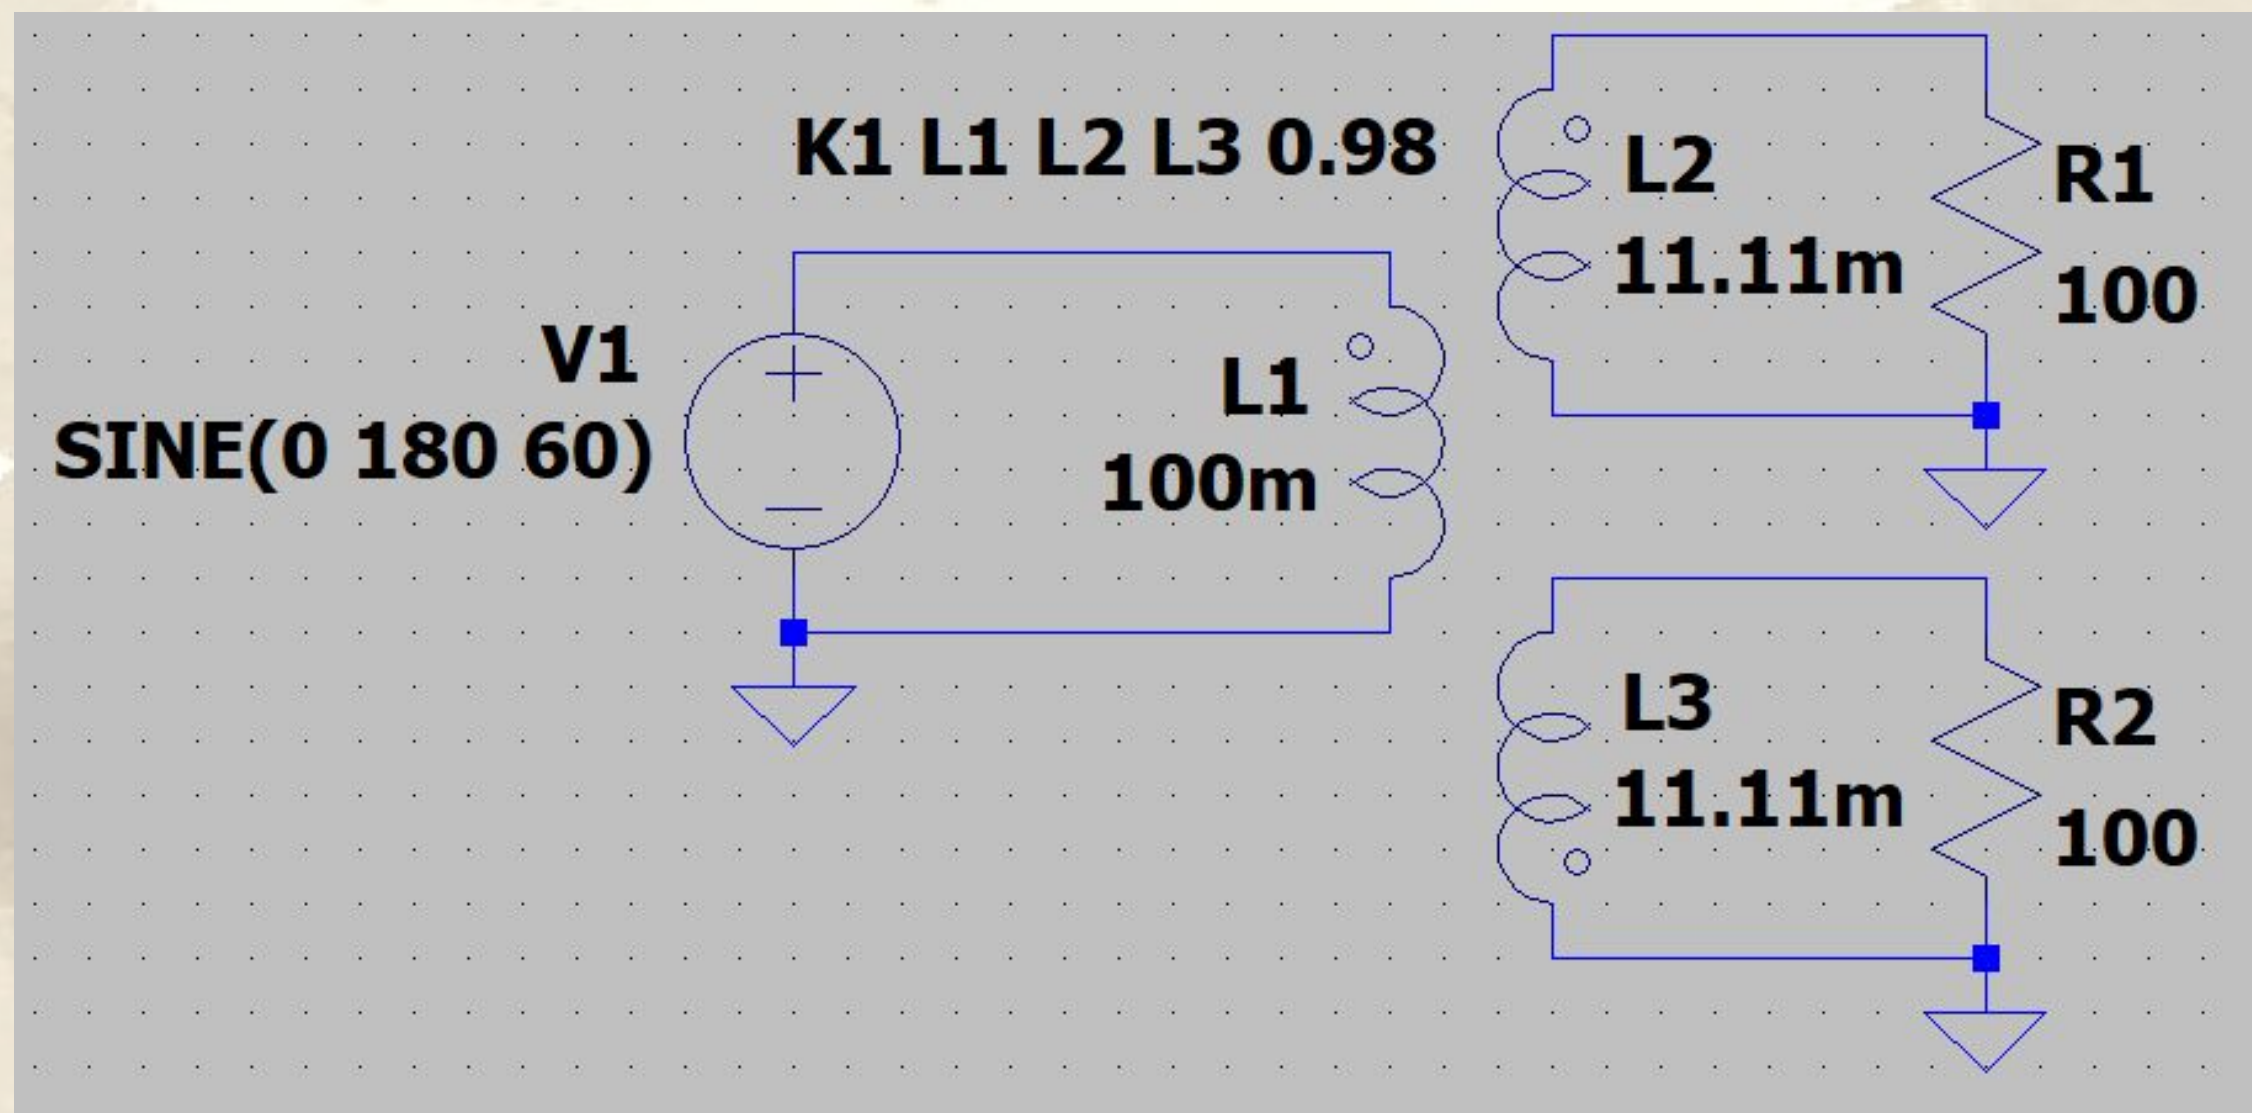 K1 L1 L2 L3 0.98
V1
SINE(0 180 60)
L1
100m
L2
11.11m
R1
100
L3
11.11m
R2
100